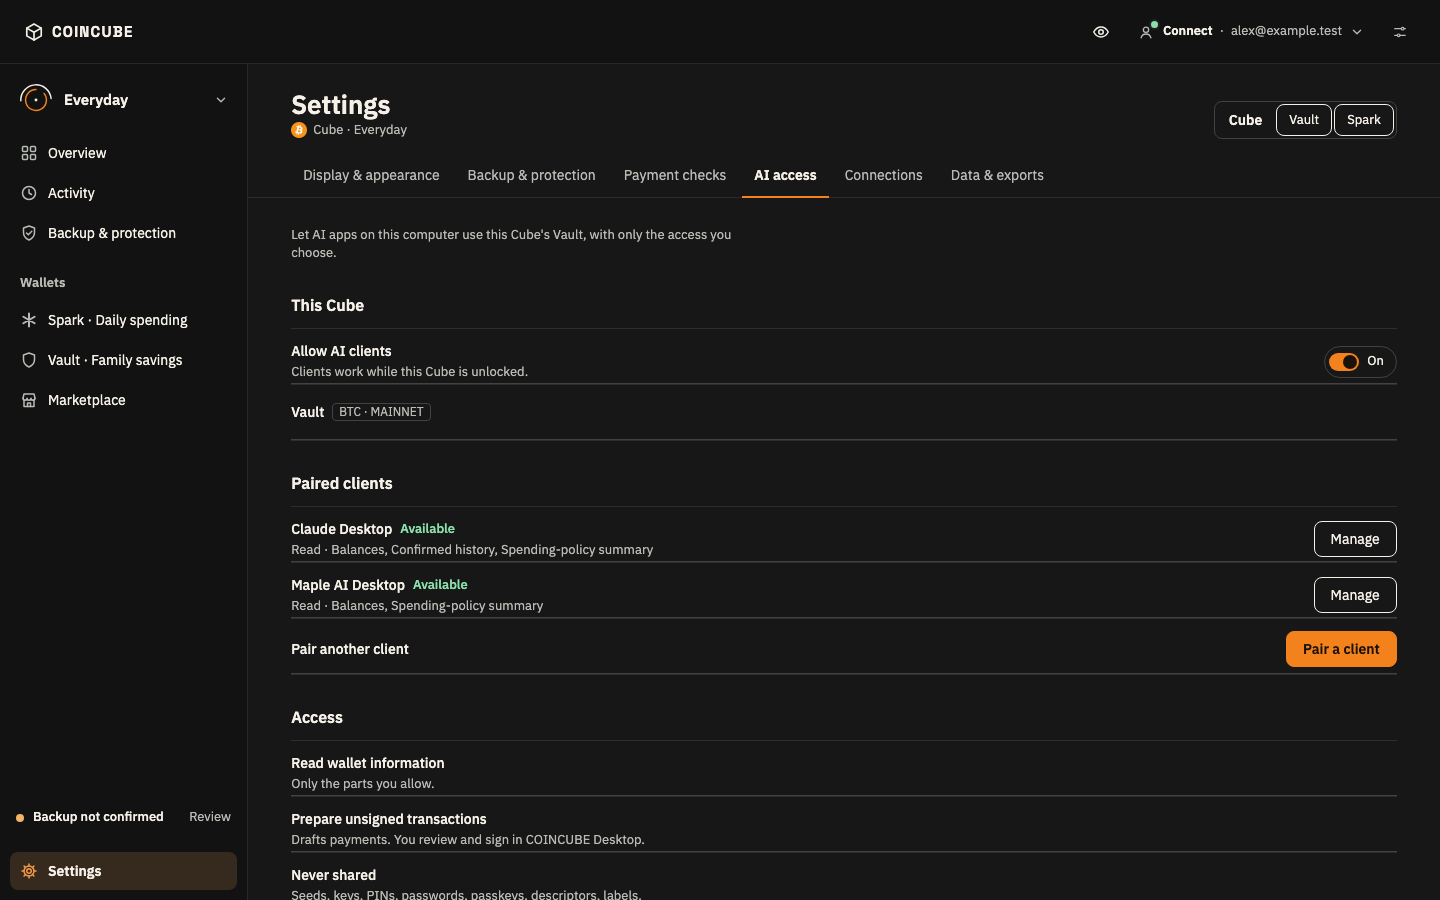 COINCUBE
Connect · alex@example.test
Everyday
Overview
Activity
Backup & protection
Wallets
Spark · Daily spending
Vault · Family savings
Marketplace
Backup not confirmed Review
Settings
Settings
Cube · Everyday
Cube Vault Spark
Display & appearance Backup & protection Payment checks AI access Connections Data & exports
Let AI apps on this computer use this Cube's Vault, with only the access you
choose.
This Cube
Allow AI clients
Clients work while this Cube is unlocked.
On
Vault BTC · MAINNET
Paired clients
Claude Desktop Available
Read · Balances, Confirmed history, Spending-policy summary
Manage
Maple AI Desktop Available
Read · Balances, Spending-policy summary
Manage
Pair another client
Pair a client
Access
Read wallet information
Only the parts you allow.
Prepare unsigned transactions
Drafts payments. You review and sign in COINCUBE Desktop.
Never shared
Seeds, keys, PINs, passwords, passkeys, descriptors, labels.